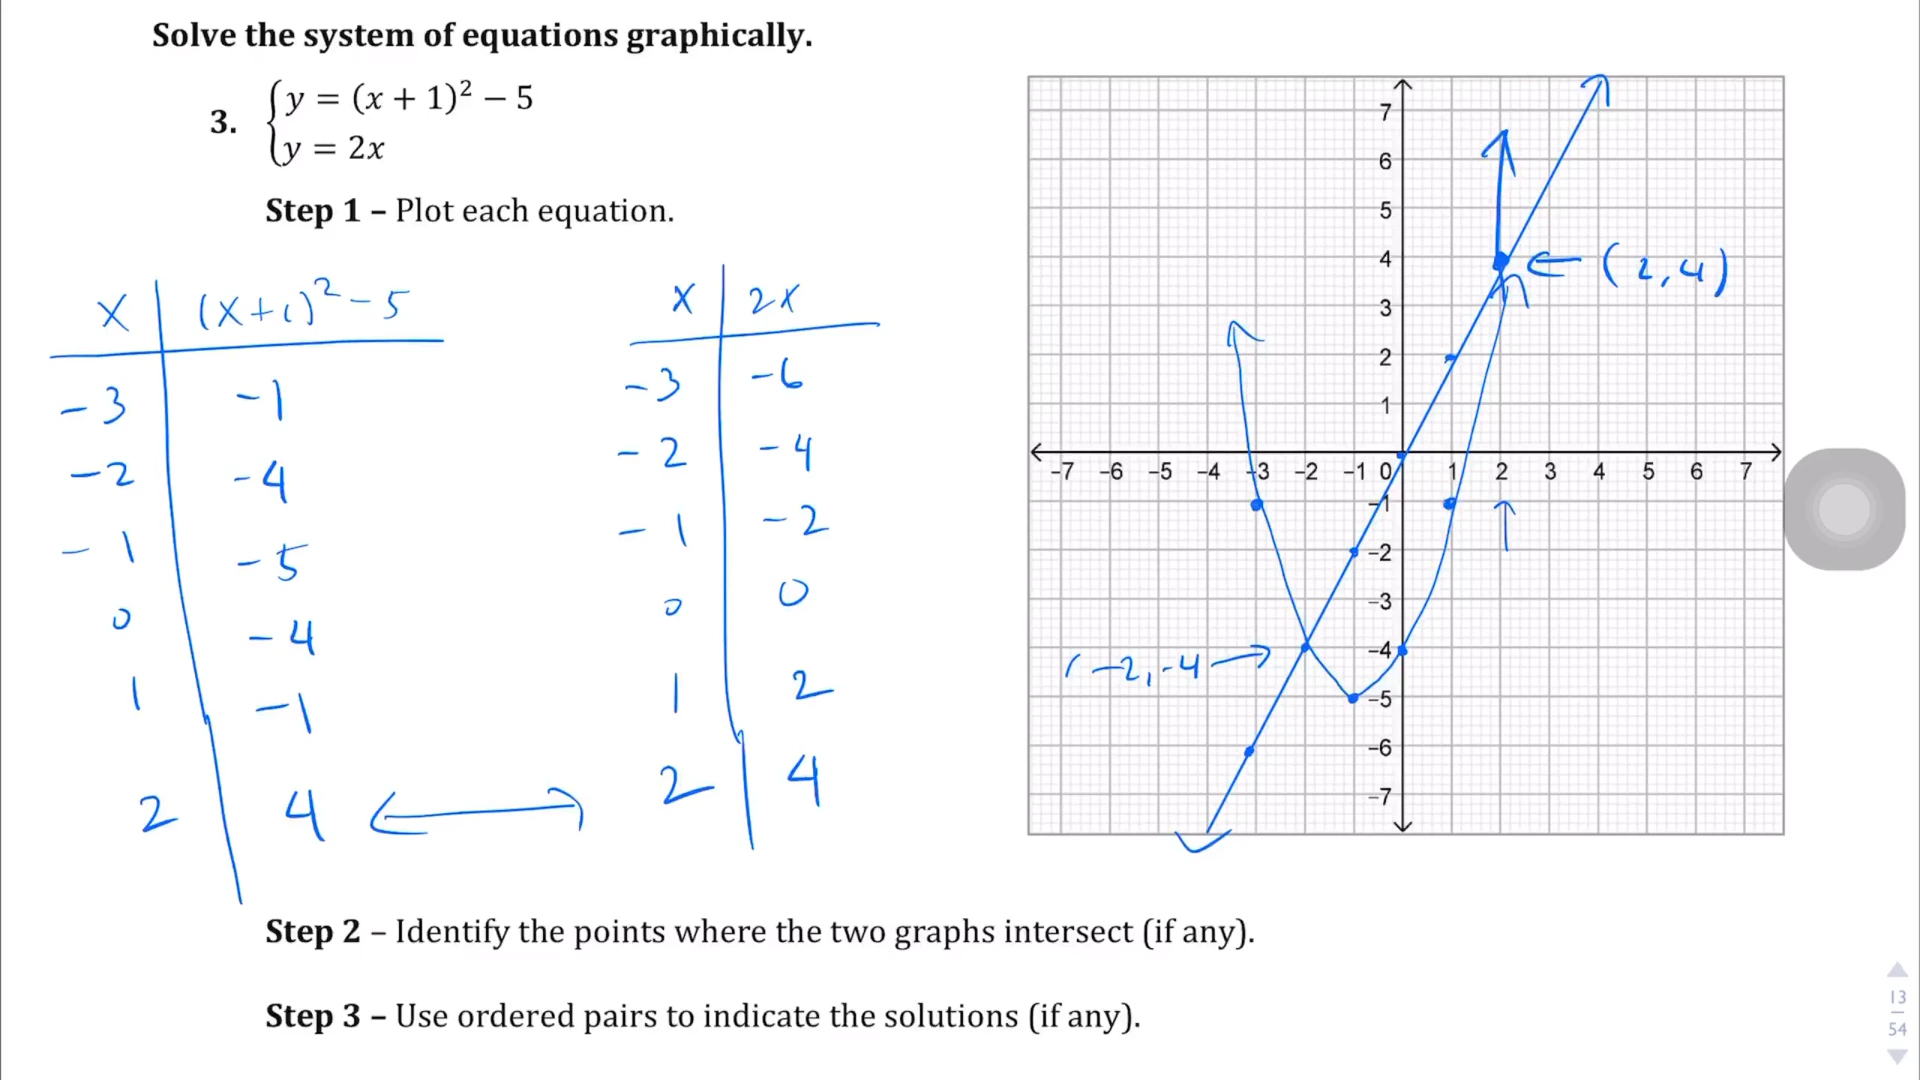 Solve the system of equations graphically.
3. { y = (x + 1)² − 5
y = 2x
Step 1 – Plot each equation.
x | (x+1)² - 5
-3 | -1
-2 | -4
-1 | -5
0 | -4
1 | -1
2 | 4
x | 2x
-3 | -6
-2 | -4
-1 | -2
0 | 0
1 | 2
2 | 4
7
6
5
4
3
2
1
-7 -6 -5 -4 -3 -2 -1 0 1 2 3 4 5 6 7
-1
-2
-3
-4
-5
-6
-7
← (2,4)
(-2,-4 →
Step 2 – Identify the points where the two graphs intersect (if any).
Step 3 – Use ordered pairs to indicate the solutions (if any).
13
54